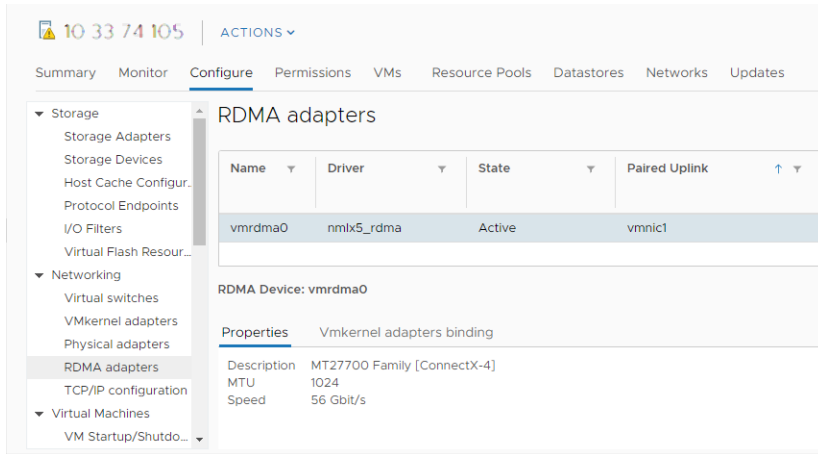 10 33 74 105 ACTIONS
Summary Monitor Configure Permissions VMs Resource Pools Datastores Networks Updates
Storage
Storage Adapters
Storage Devices
Host Cache Configur.
Protocol Endpoints
I/O Filters
Virtual Flash Resour...
Networking
Virtual switches
VMkernel adapters
Physical adapters
RDMA adapters
TCP/IP configuration
Virtual Machines
VM Startup/Shutdo...
RDMA adapters
Name Driver State Paired Uplink
vmrdma0 nmlx5_rdma Active vmnic1
RDMA Device: vmrdma0
Properties Vmkernel adapters binding
Description MT27700 Family [ConnectX-4]
MTU 1024
Speed 56 Gbit/s